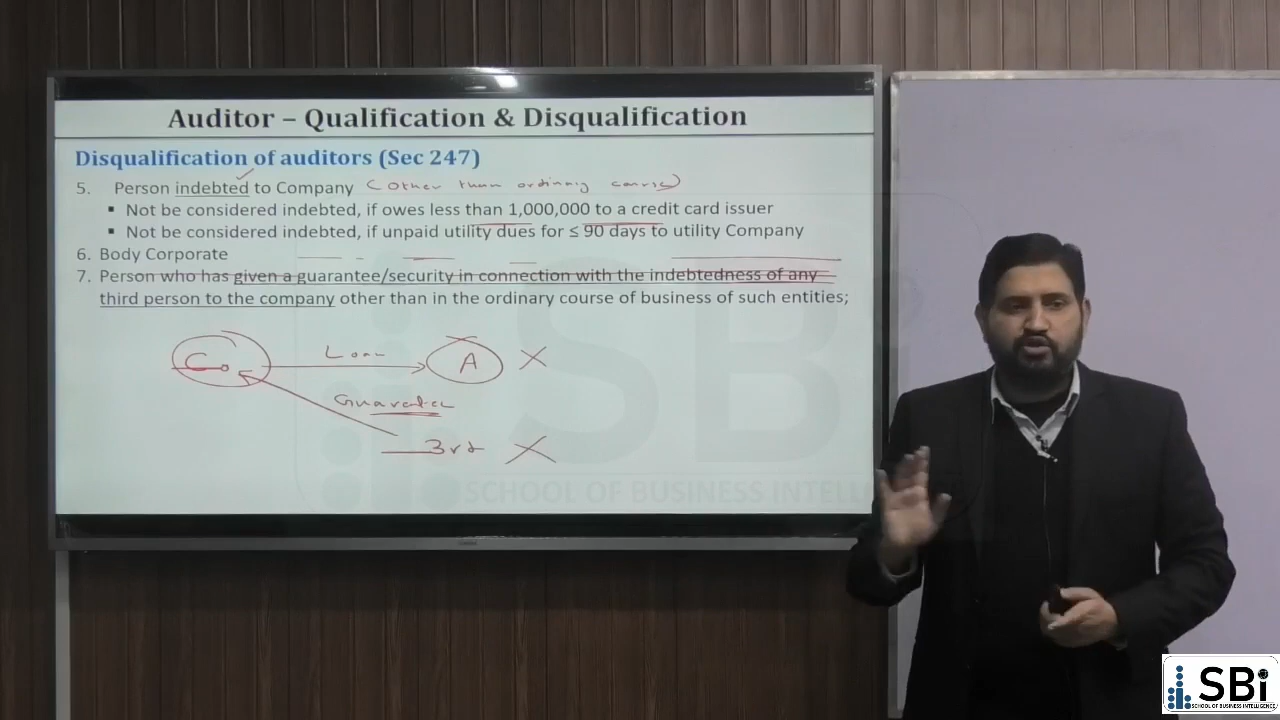 Auditor – Qualification & Disqualification
Disqualification of auditors (Sec 247)
5. Person indebted to Company (other than ordinary course)
▪ Not be considered indebted, if owes less than 1,000,000 to a credit card issuer
▪ Not be considered indebted, if unpaid utility dues for ≤ 90 days to utility Company
6. Body Corporate
7. Person who has given a guarantee/security in connection with the indebtedness of any
third person to the company other than in the ordinary course of business of such entities;
Co Loan A X
Guarantee
3rd X
SB
SCHOOL OF BUSINESS INTELL
SBi
SCHOOL OF BUSINESS INTELLIGENCE